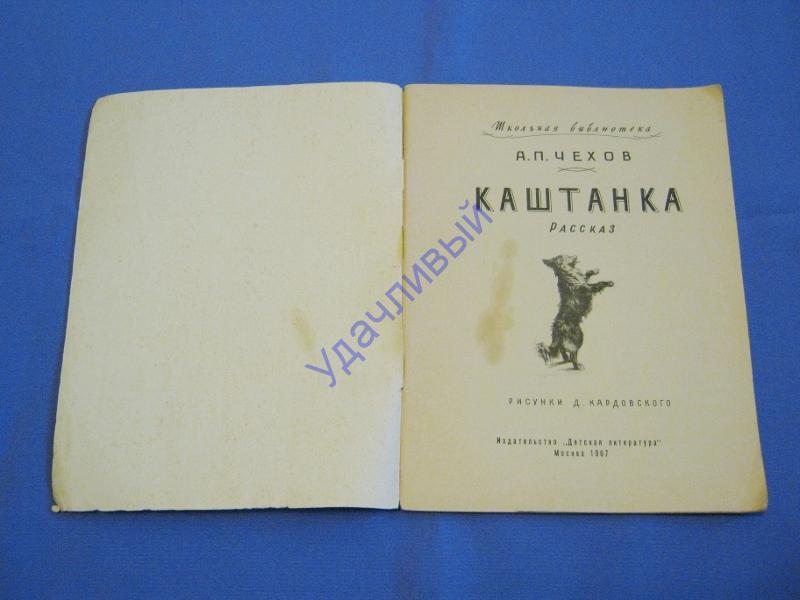 Школьная библиотека
А.П. ЧЕХОВ
КАШТАНКА
РАССКАЗ
РИСУНКИ Д. КАРДОВСКОГО
Издательство „Детская литература"
Москва 1967
Удачливый